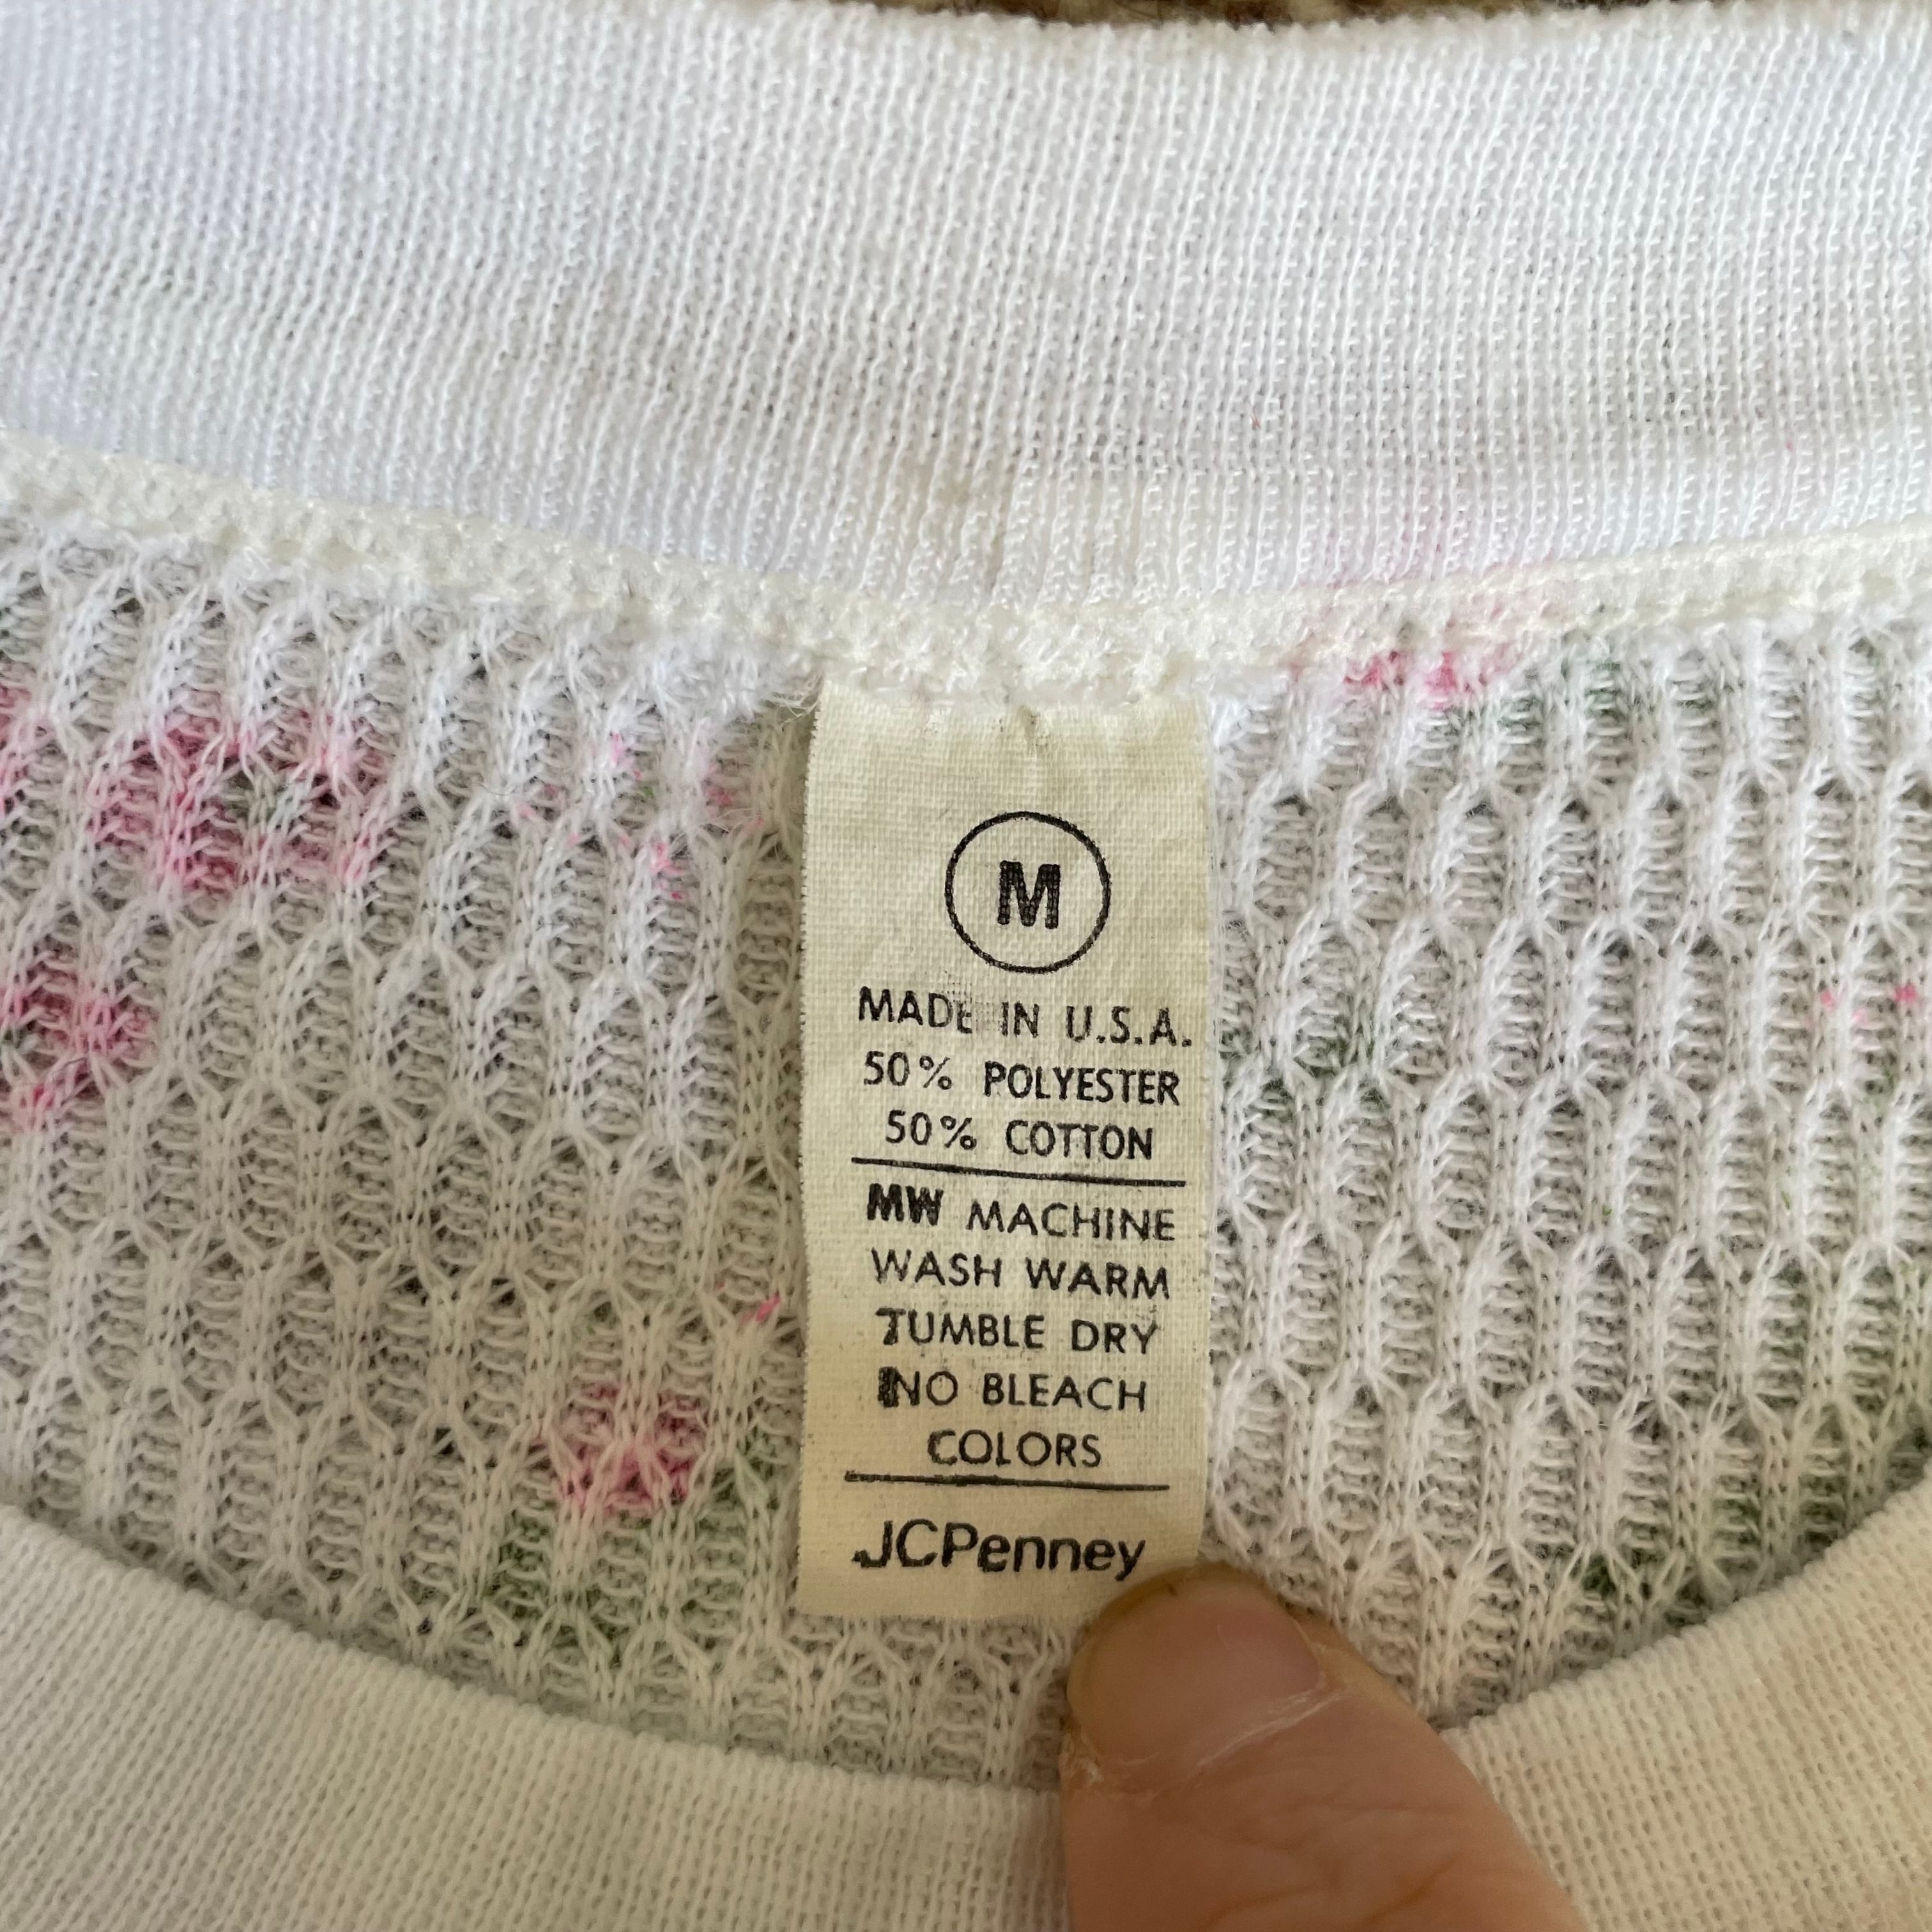 M
MADE IN U.S.A.
50% POLYESTER
50% COTTON
MW MACHINE
WASH WARM
TUMBLE DRY
NO BLEACH
COLORS
JCPenney